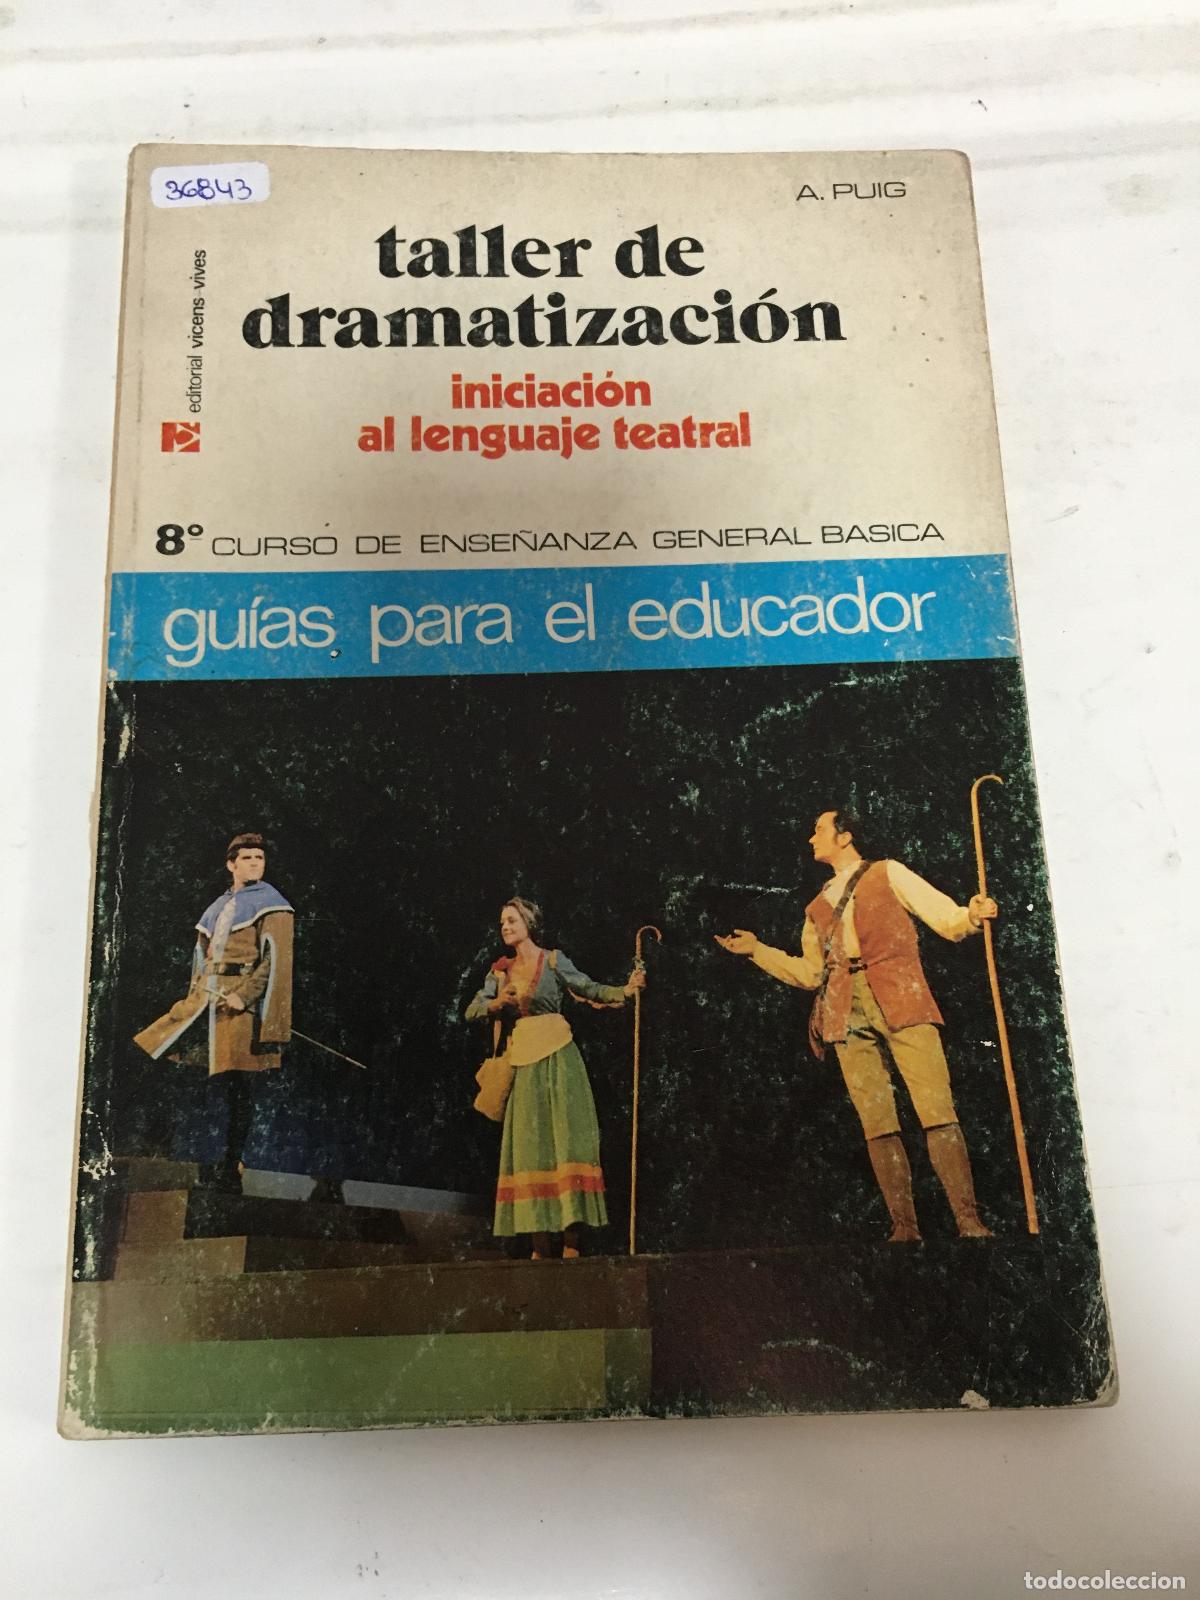 36843
A. PUIG
taller de
dramatización
iniciación
al lenguaje teatral
editorial vicens-vives
8º CURSO DE ENSEÑANZA GENERAL BASICA
guías para el educador
todocoleccion